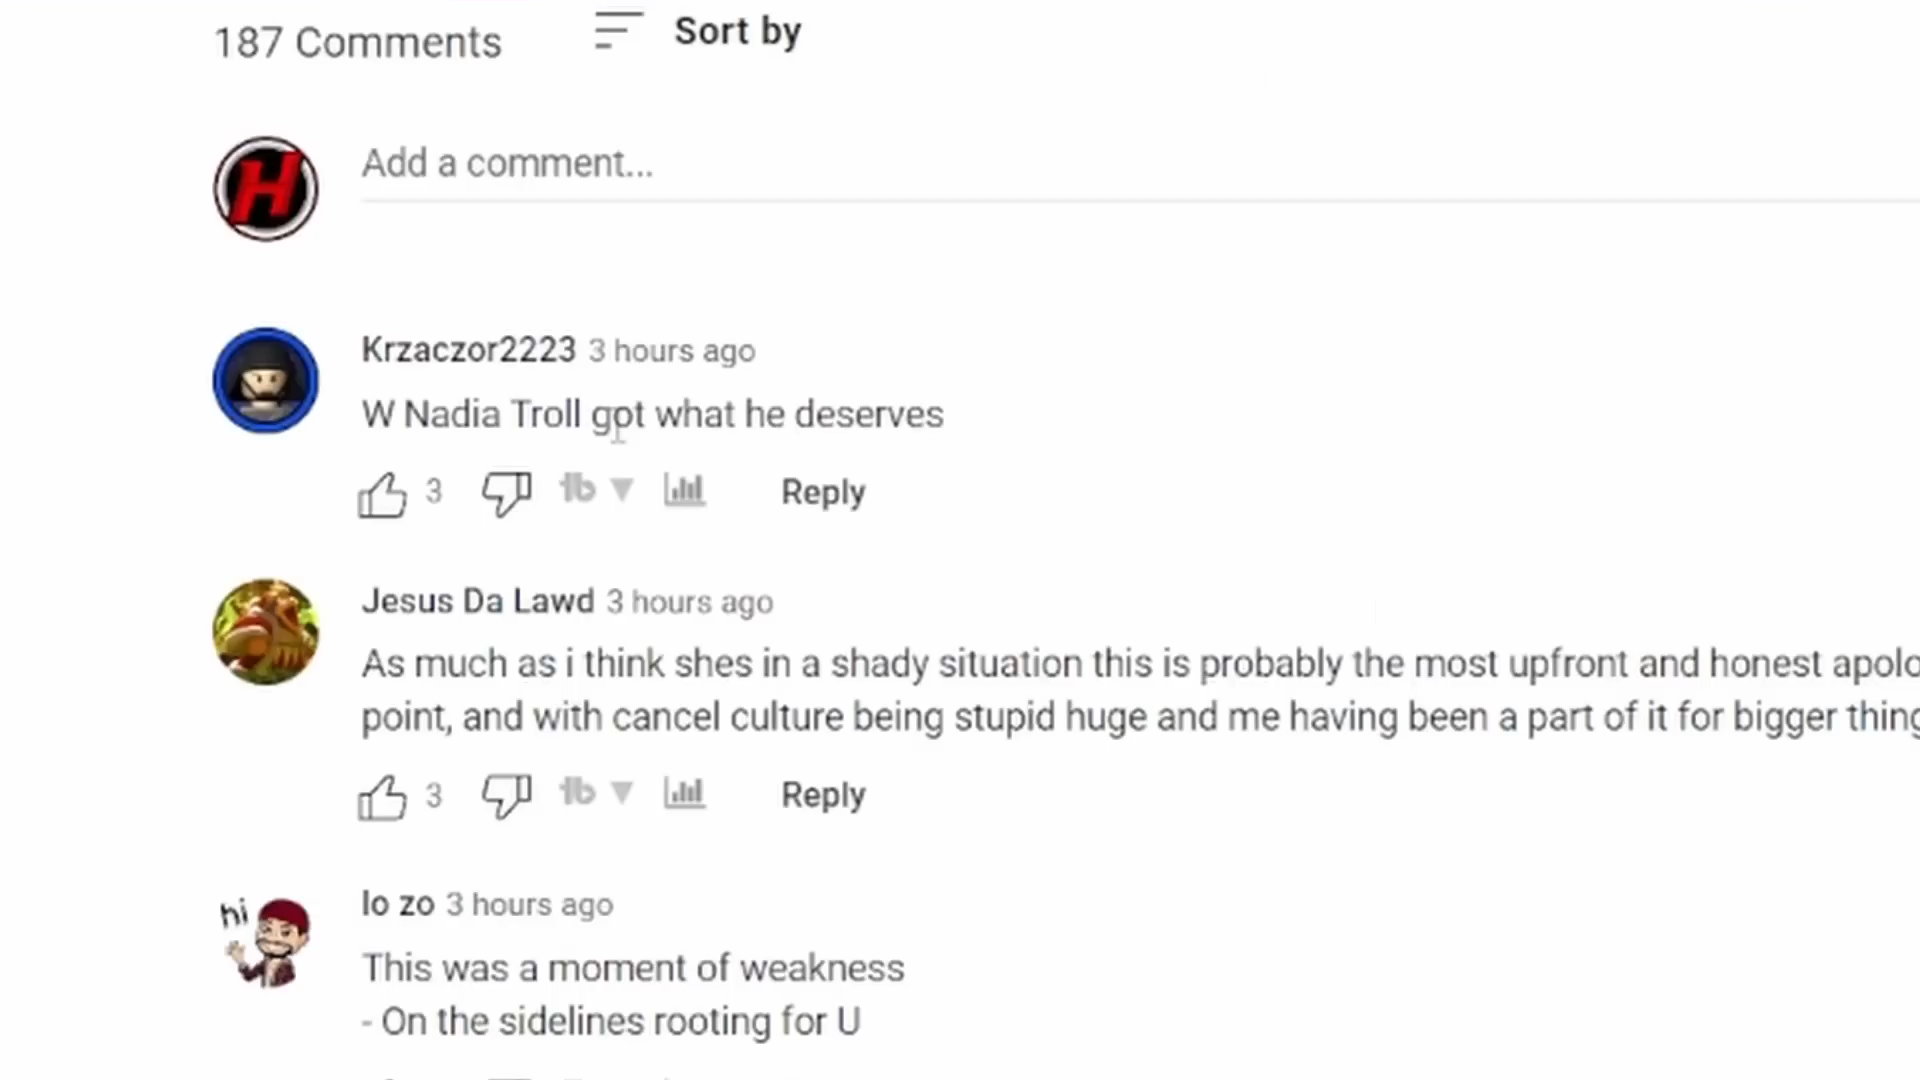 187 Comments
Sort by
H
Add a comment...
Krzaczor2223 3 hours ago
W Nadia Troll got what he deserves
3 tb Reply
Jesus Da Lawd 3 hours ago
As much as i think shes in a shady situation this is probably the most upfront and honest apolo
point, and with cancel culture being stupid huge and me having been a part of it for bigger thing
3 tb Reply
hi
lo zo 3 hours ago
This was a moment of weakness
- On the sidelines rooting for U